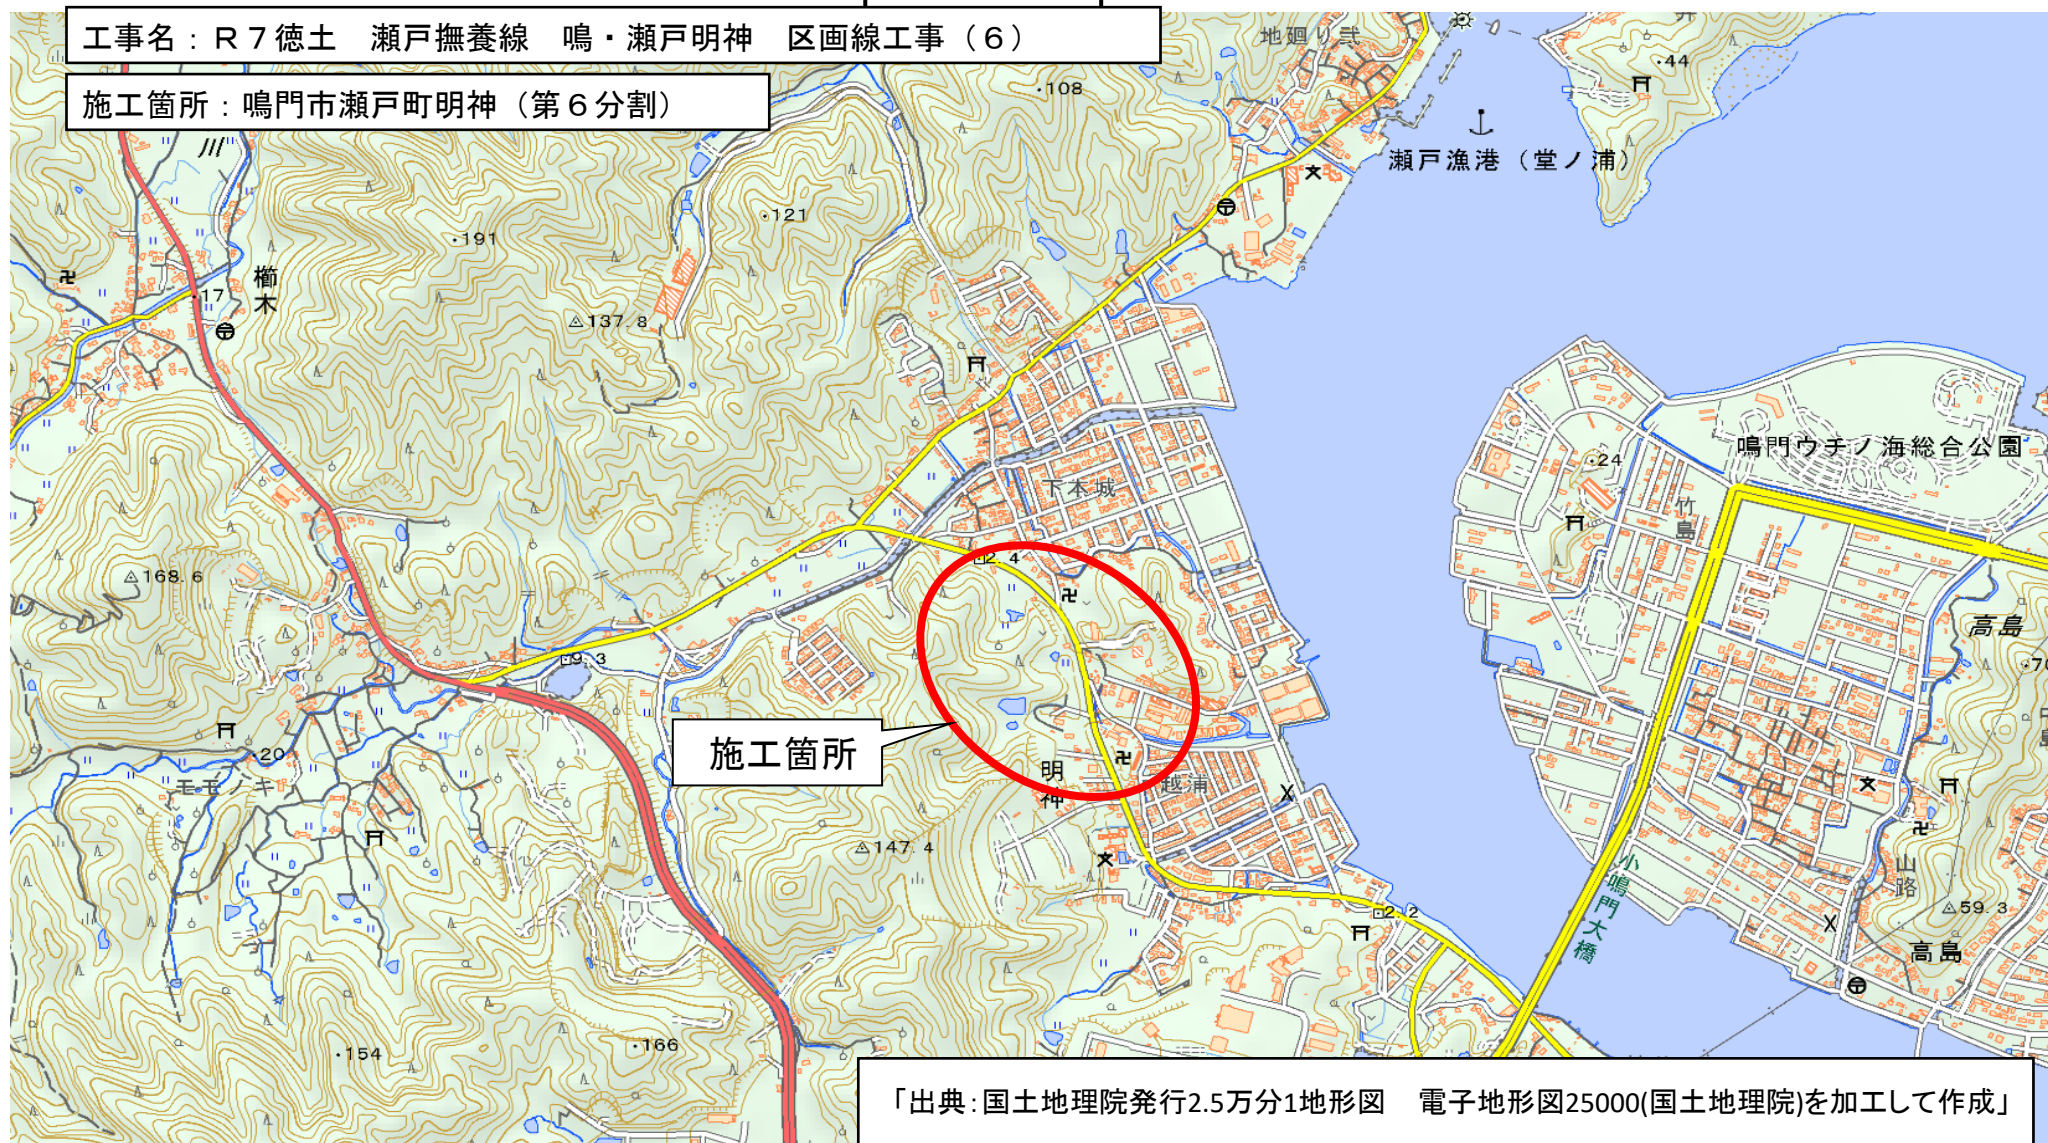 工事名：Ｒ７徳土　瀬戸撫養線　鳴・瀬戸明神　区画線工事（６）
施工箇所：鳴門市瀬戸町明神（第６分割）
地廻り弐
44
108
瀬戸漁港（堂ノ浦）
121
191
櫛木
17
137.8
100
鳴門ウチノ海総合公園
24
下本城
竹島
2.4
168.6
高島
9.3
施工箇所
明神
越浦
20
モモノキ
147.4
小鳴門大橋
山路
59.3
2.2
高島
154
166
「出典：国土地理院発行2.5万分1地形図　電子地形図25000(国土地理院)を加工して作成」